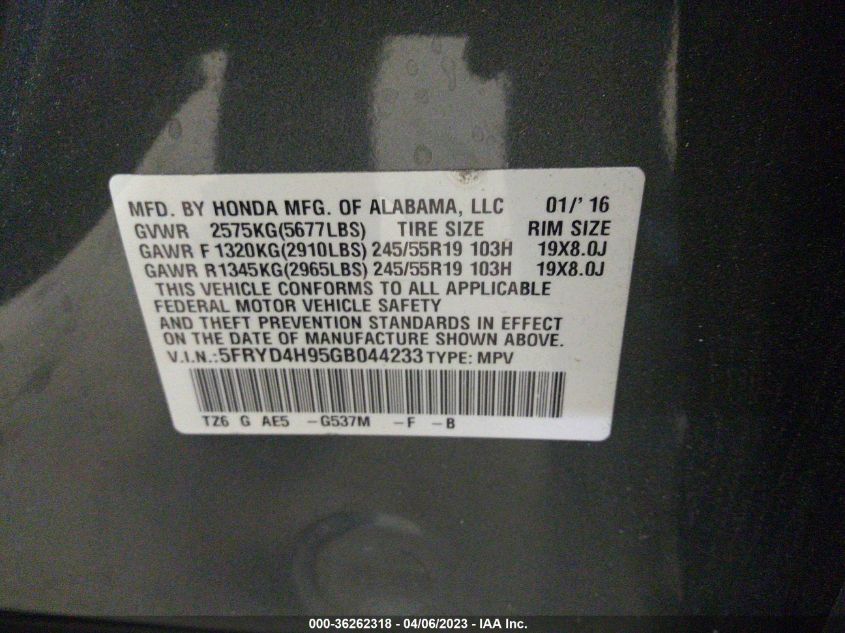 MFD. BY HONDA MFG. OF ALABAMA, LLC 01/' 16
GVWR 2575KG(5677LBS) TIRE SIZE RIM SIZE
GAWR F 1320KG(2910LBS) 245/55R19 103H 19X8.0J
GAWR R 1345KG(2965LBS) 245/55R19 103H 19X8.0J
THIS VEHICLE CONFORMS TO ALL APPLICABLE
FEDERAL MOTOR VEHICLE SAFETY
AND THEFT PREVENTION STANDARDS IN EFFECT
ON THE DATE OF MANUFACTURE SHOWN ABOVE.
V.I.N.:5FRYD4H95GB044233 TYPE: MPV
TZ6 G AE5 -G537M -F -B
000-36262318 - 04/06/2023 - IAA Inc.